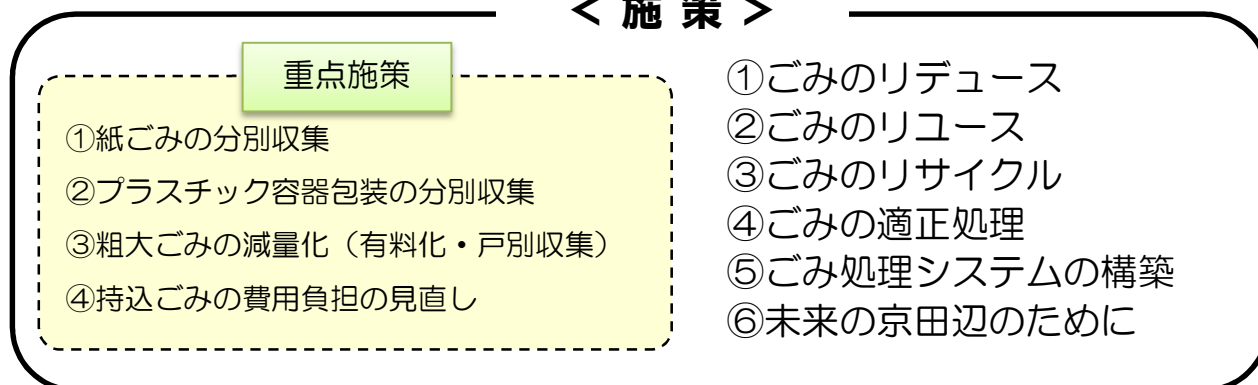 ＜ 施 策 ＞
重点施策
①紙ごみの分別収集
②プラスチック容器包装の分別収集
③粗大ごみの減量化（有料化・戸別収集）
④持込ごみの費用負担の見直し
①ごみのリデュース
②ごみのリユース
③ごみのリサイクル
④ごみの適正処理
⑤ごみ処理システムの構築
⑥未来の京田辺のために